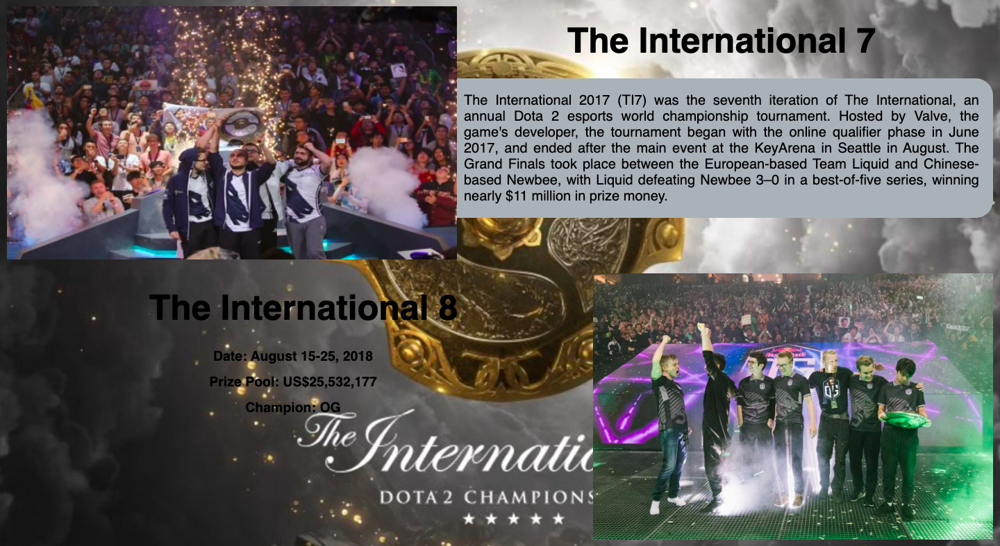 The International 7
The International 2017 (TI7) was the seventh iteration of The International, an
annual Dota 2 esports world championship tournament. Hosted by Valve, the
game's developer, the tournament began with the online qualifier phase in June
2017, and ended after the main event at the KeyArena in Seattle in August. The
Grand Finals took place between the European-based Team Liquid and Chinese-
based Newbee, with Liquid defeating Newbee 3–0 in a best-of-five series, winning
nearly $11 million in prize money.
The International 8
Date: August 15-25, 2018
Prize Pool: US$25,532,177
Champion: OG
The Internatio
DOTA 2 CHAMPIONS
OG